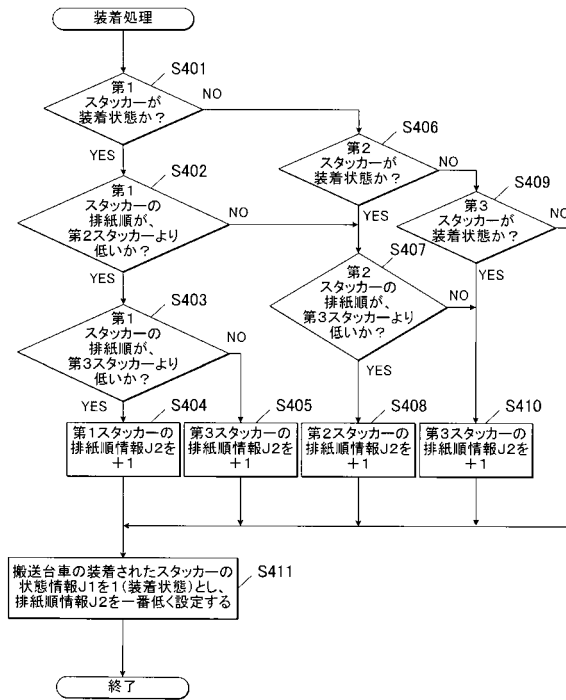 装着処理
S401
第1
スタッカーが
装着状態か？
NO
YES
S402
第1
スタッカーの
排紙順が、
第2スタッカーより
低いか？
NO
YES
S403
第1
スタッカーの
排紙順が、
第3スタッカーより
低いか？
NO
YES
S404
第1スタッカーの
排紙順情報J2を
+1
S405
第3スタッカーの
排紙順情報J2を
+1
S406
第2
スタッカーが
装着状態か？
NO
YES
S407
第2
スタッカーの
排紙順が、
第3スタッカーより
低いか？
NO
YES
S408
第2スタッカーの
排紙順情報J2を
+1
S409
第3
スタッカーが
装着状態か？
NO
YES
S410
第3スタッカーの
排紙順情報J2を
+1
S411
搬送台車の装着されたスタッカーの
状態情報J1を1(装着状態)とし、
排紙順情報J2を一番低く設定する
終了